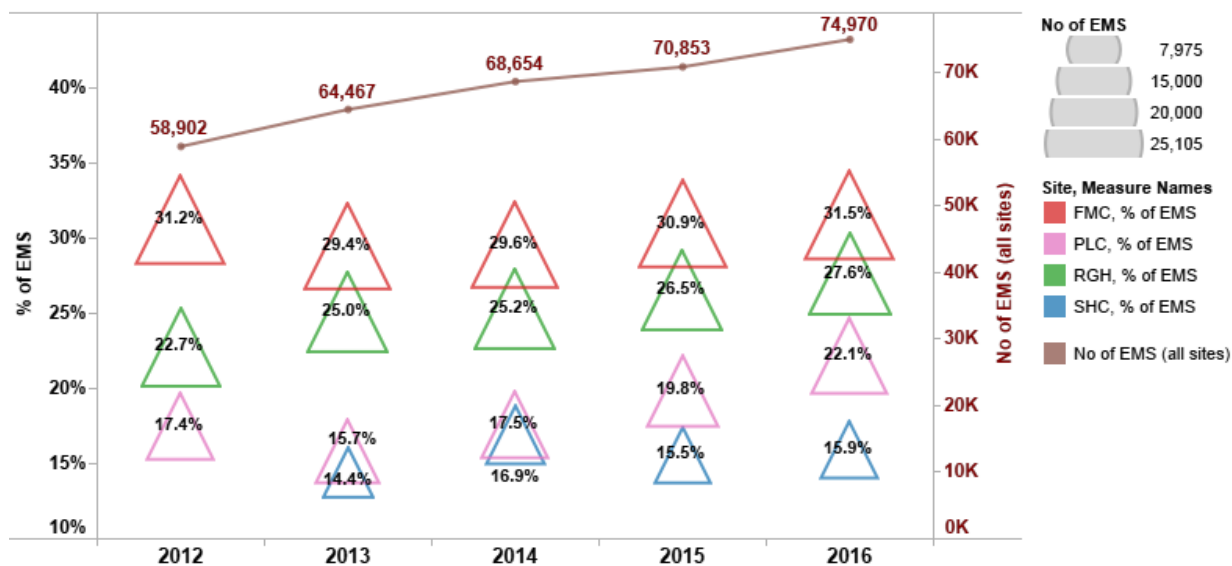 74,970
70,853
68,654
64,467
58,902
40%
35%
30%
25%
20%
15%
10%
% of EMS
31.2%
29.4%
29.6%
30.9%
31.5%
22.7%
25.0%
25.2%
26.5%
27.6%
17.4%
15.7%
17.5%
19.8%
22.1%
14.4%
16.9%
15.5%
15.9%
70K
60K
50K
40K
30K
20K
10K
0K
No of EMS (all sites)
2012 2013 2014 2015 2016
No of EMS
7,975
15,000
20,000
25,105
Site, Measure Names
FMC, % of EMS
PLC, % of EMS
RGH, % of EMS
SHC, % of EMS
No of EMS (all sites)